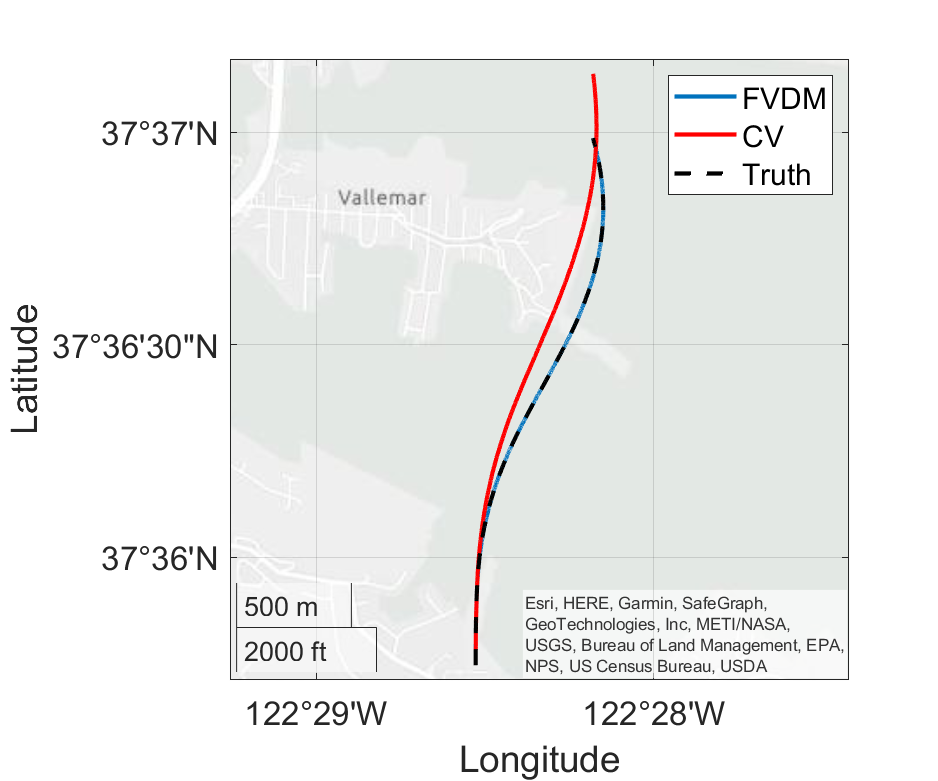 FVDM
CV
Truth
37°37'N
Vallemar
Latitude
37°36'30"N
37°36'N
500 m
2000 ft
Esri, HERE, Garmin, SafeGraph,
GeoTechnologies, Inc, METI/NASA,
USGS, Bureau of Land Management, EPA,
NPS, US Census Bureau, USDA
122°29'W
122°28'W
Longitude